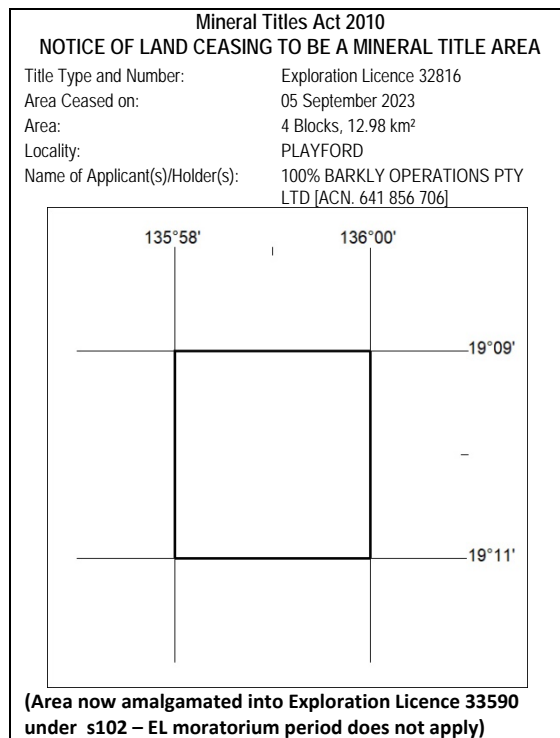 Mineral Titles Act 2010
NOTICE OF LAND CEASING TO BE A MINERAL TITLE AREA
Title Type and Number: Exploration Licence 32816
Area Ceased on: 05 September 2023
Area: 4 Blocks, 12.98 km²
Locality: PLAYFORD
Name of Applicant(s)/Holder(s): 100% BARKLY OPERATIONS PTY
LTD [ACN. 641 856 706]
135°58' 136°00'
19°09'
19°11'
(Area now amalgamated into Exploration Licence 33590
under s102 – EL moratorium period does not apply)